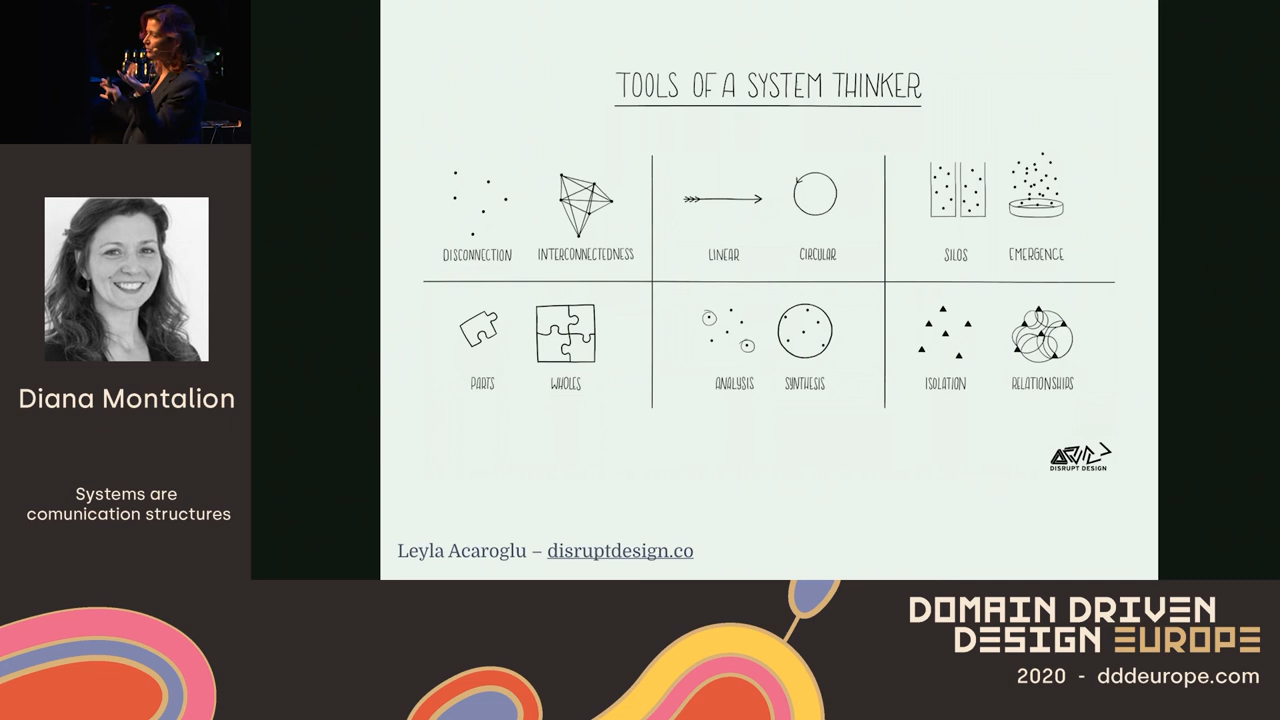 TOOLS OF A SYSTEM THINKER
DISCONNECTION INTERCONNECTEDNESS
LINEAR CIRCULAR
SILOS EMERGENCE
PARTS WHOLES
ANALYSIS SYNTHESIS
ISOLATION RELATIONSHIPS
DISRUPT DESIGN
Leyla Acaroglu – disruptdesign.co
Diana Montalion
Systems are
comunication structures
DOMAIN DRIVEN
DESIGN EUROPE
2020 - dddeurope.com